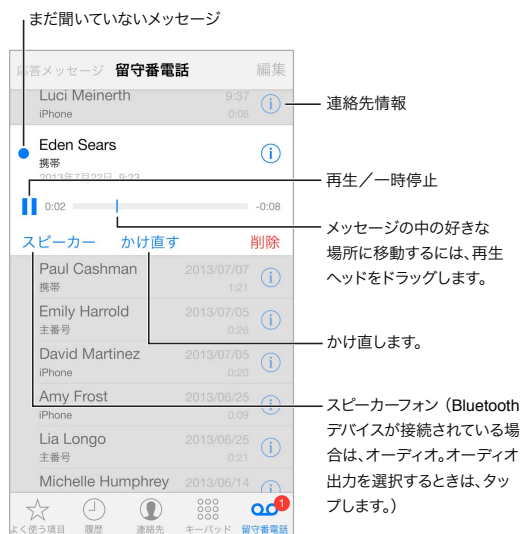 まだ聞いていないメッセージ
応答メッセージ 留守番電話 編集
Luci Meinerth 9:37
iPhone 0:08
連絡先情報
Eden Sears
携帯
2013年7月22日 9:23
再生／一時停止
0:02 -0:08
メッセージの中の好きな
場所に移動するには、再生
ヘッドをドラッグします。
スピーカー かけ直す 削除
Paul Cashman 2013/07/07
携帯 1:21
Emily Harrold 2013/07/05
主番号 0:26
かけ直します。
David Martinez 2013/07/05
iPhone 0:20
Amy Frost 2013/06/25
iPhone 0:09
スピーカーフォン（Bluetooth
デバイスが接続されている場
合は、オーディオ。オーディオ
出力を選択するときは、タッ
プします。）
Lia Longo 2013/06/25
主番号 0:21
Michelle Humphrey 2013/06/14
1
よく使う項目 履歴 連絡先 キーパッド 留守番電話